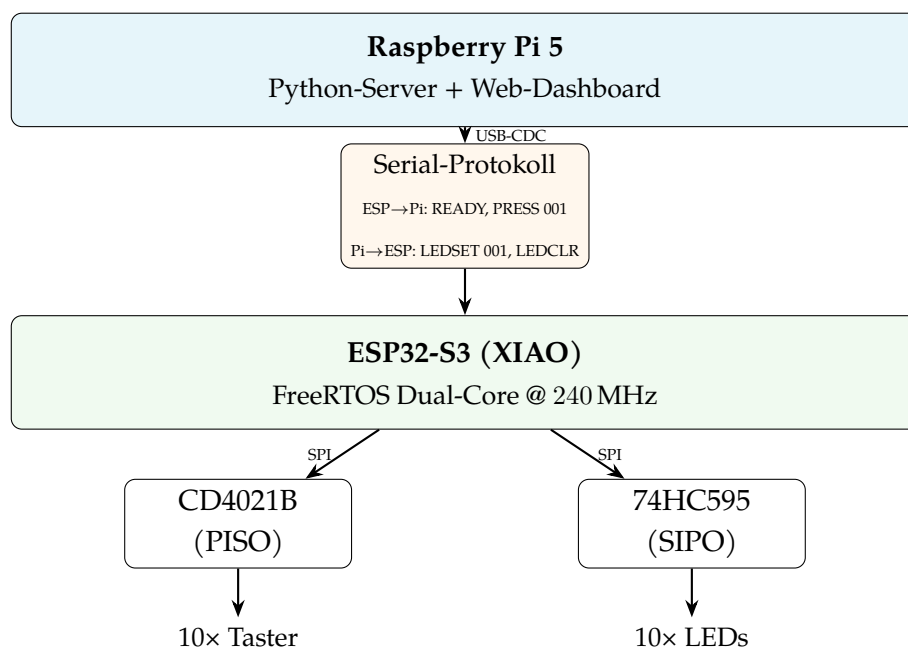 Raspberry Pi 5
Python-Server + Web-Dashboard
USB-CDC
Serial-Protokoll
ESP→Pi: READY, PRESS 001
Pi→ESP: LEDSET 001, LEDCLR
ESP32-S3 (XIAO)
FreeRTOS Dual-Core @ 240 MHz
SPI
SPI
CD4021B
(PISO)
74HC595
(SIPO)
10× Taster
10× LEDs